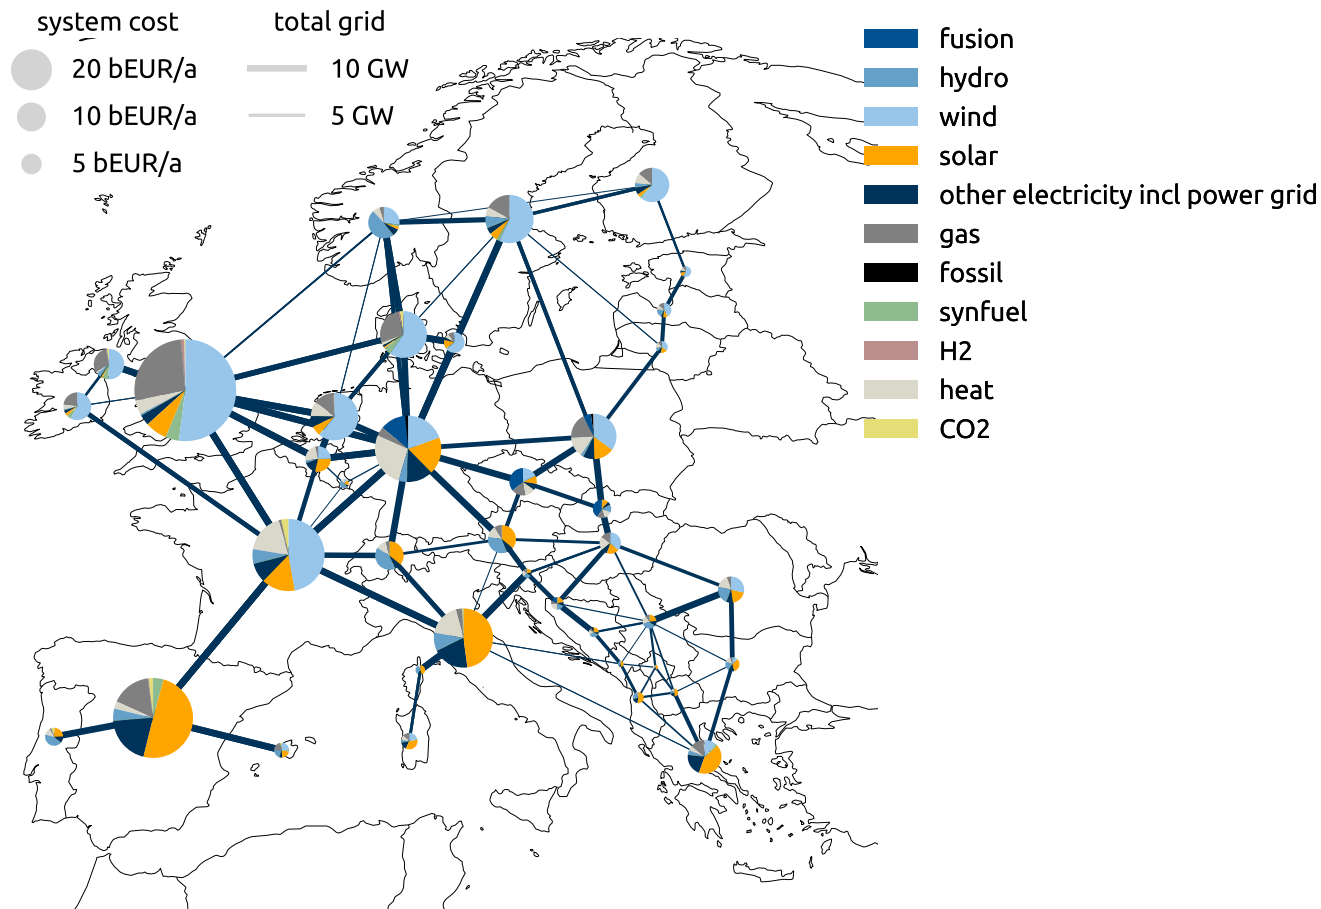 system cost
20 bEUR/a
10 bEUR/a
5 bEUR/a
total grid
10 GW
5 GW
fusion
hydro
wind
solar
other electricity incl power grid
gas
fossil
synfuel
H2
heat
CO2